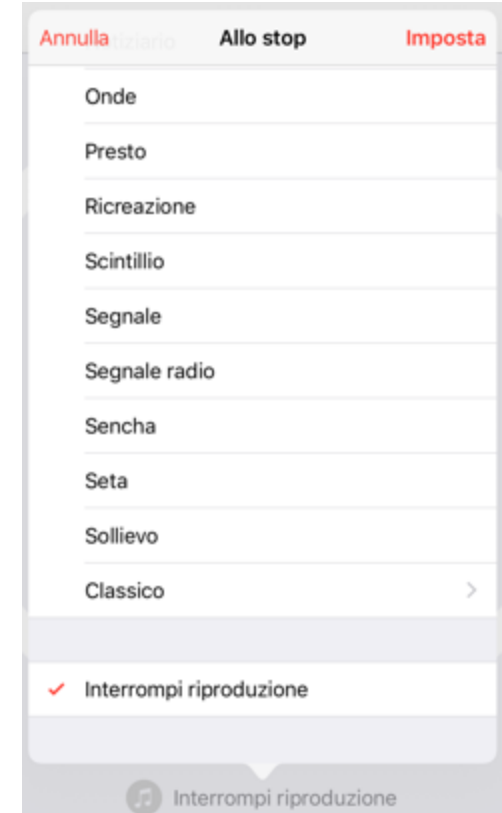 Annulla Allo stop Imposta
Onde
Presto
Ricreazione
Scintillio
Segnale
Segnale radio
Sencha
Seta
Sollievo
Classico
Interrompi riproduzione
Interrompi riproduzione